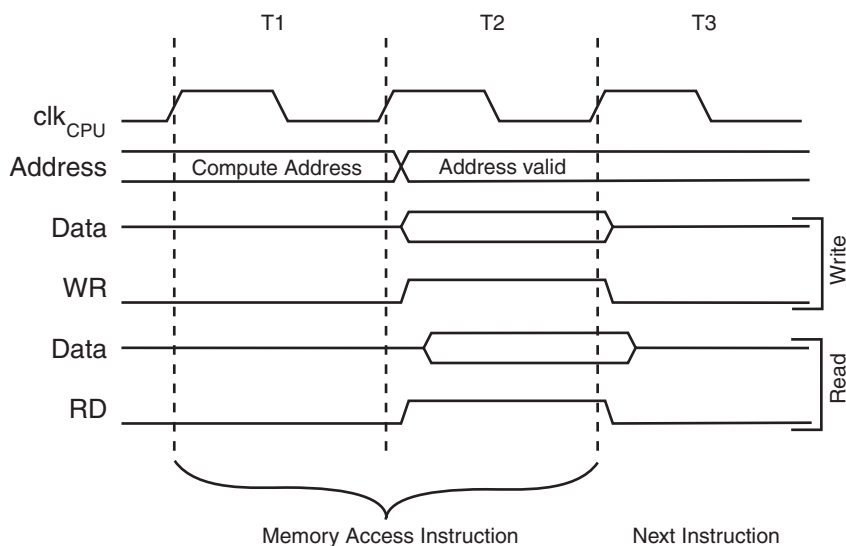 T1 T2 T3
clkCPU
Address Compute Address Address valid
Data
WR
Write
Data
RD
Read
Memory Access Instruction Next Instruction